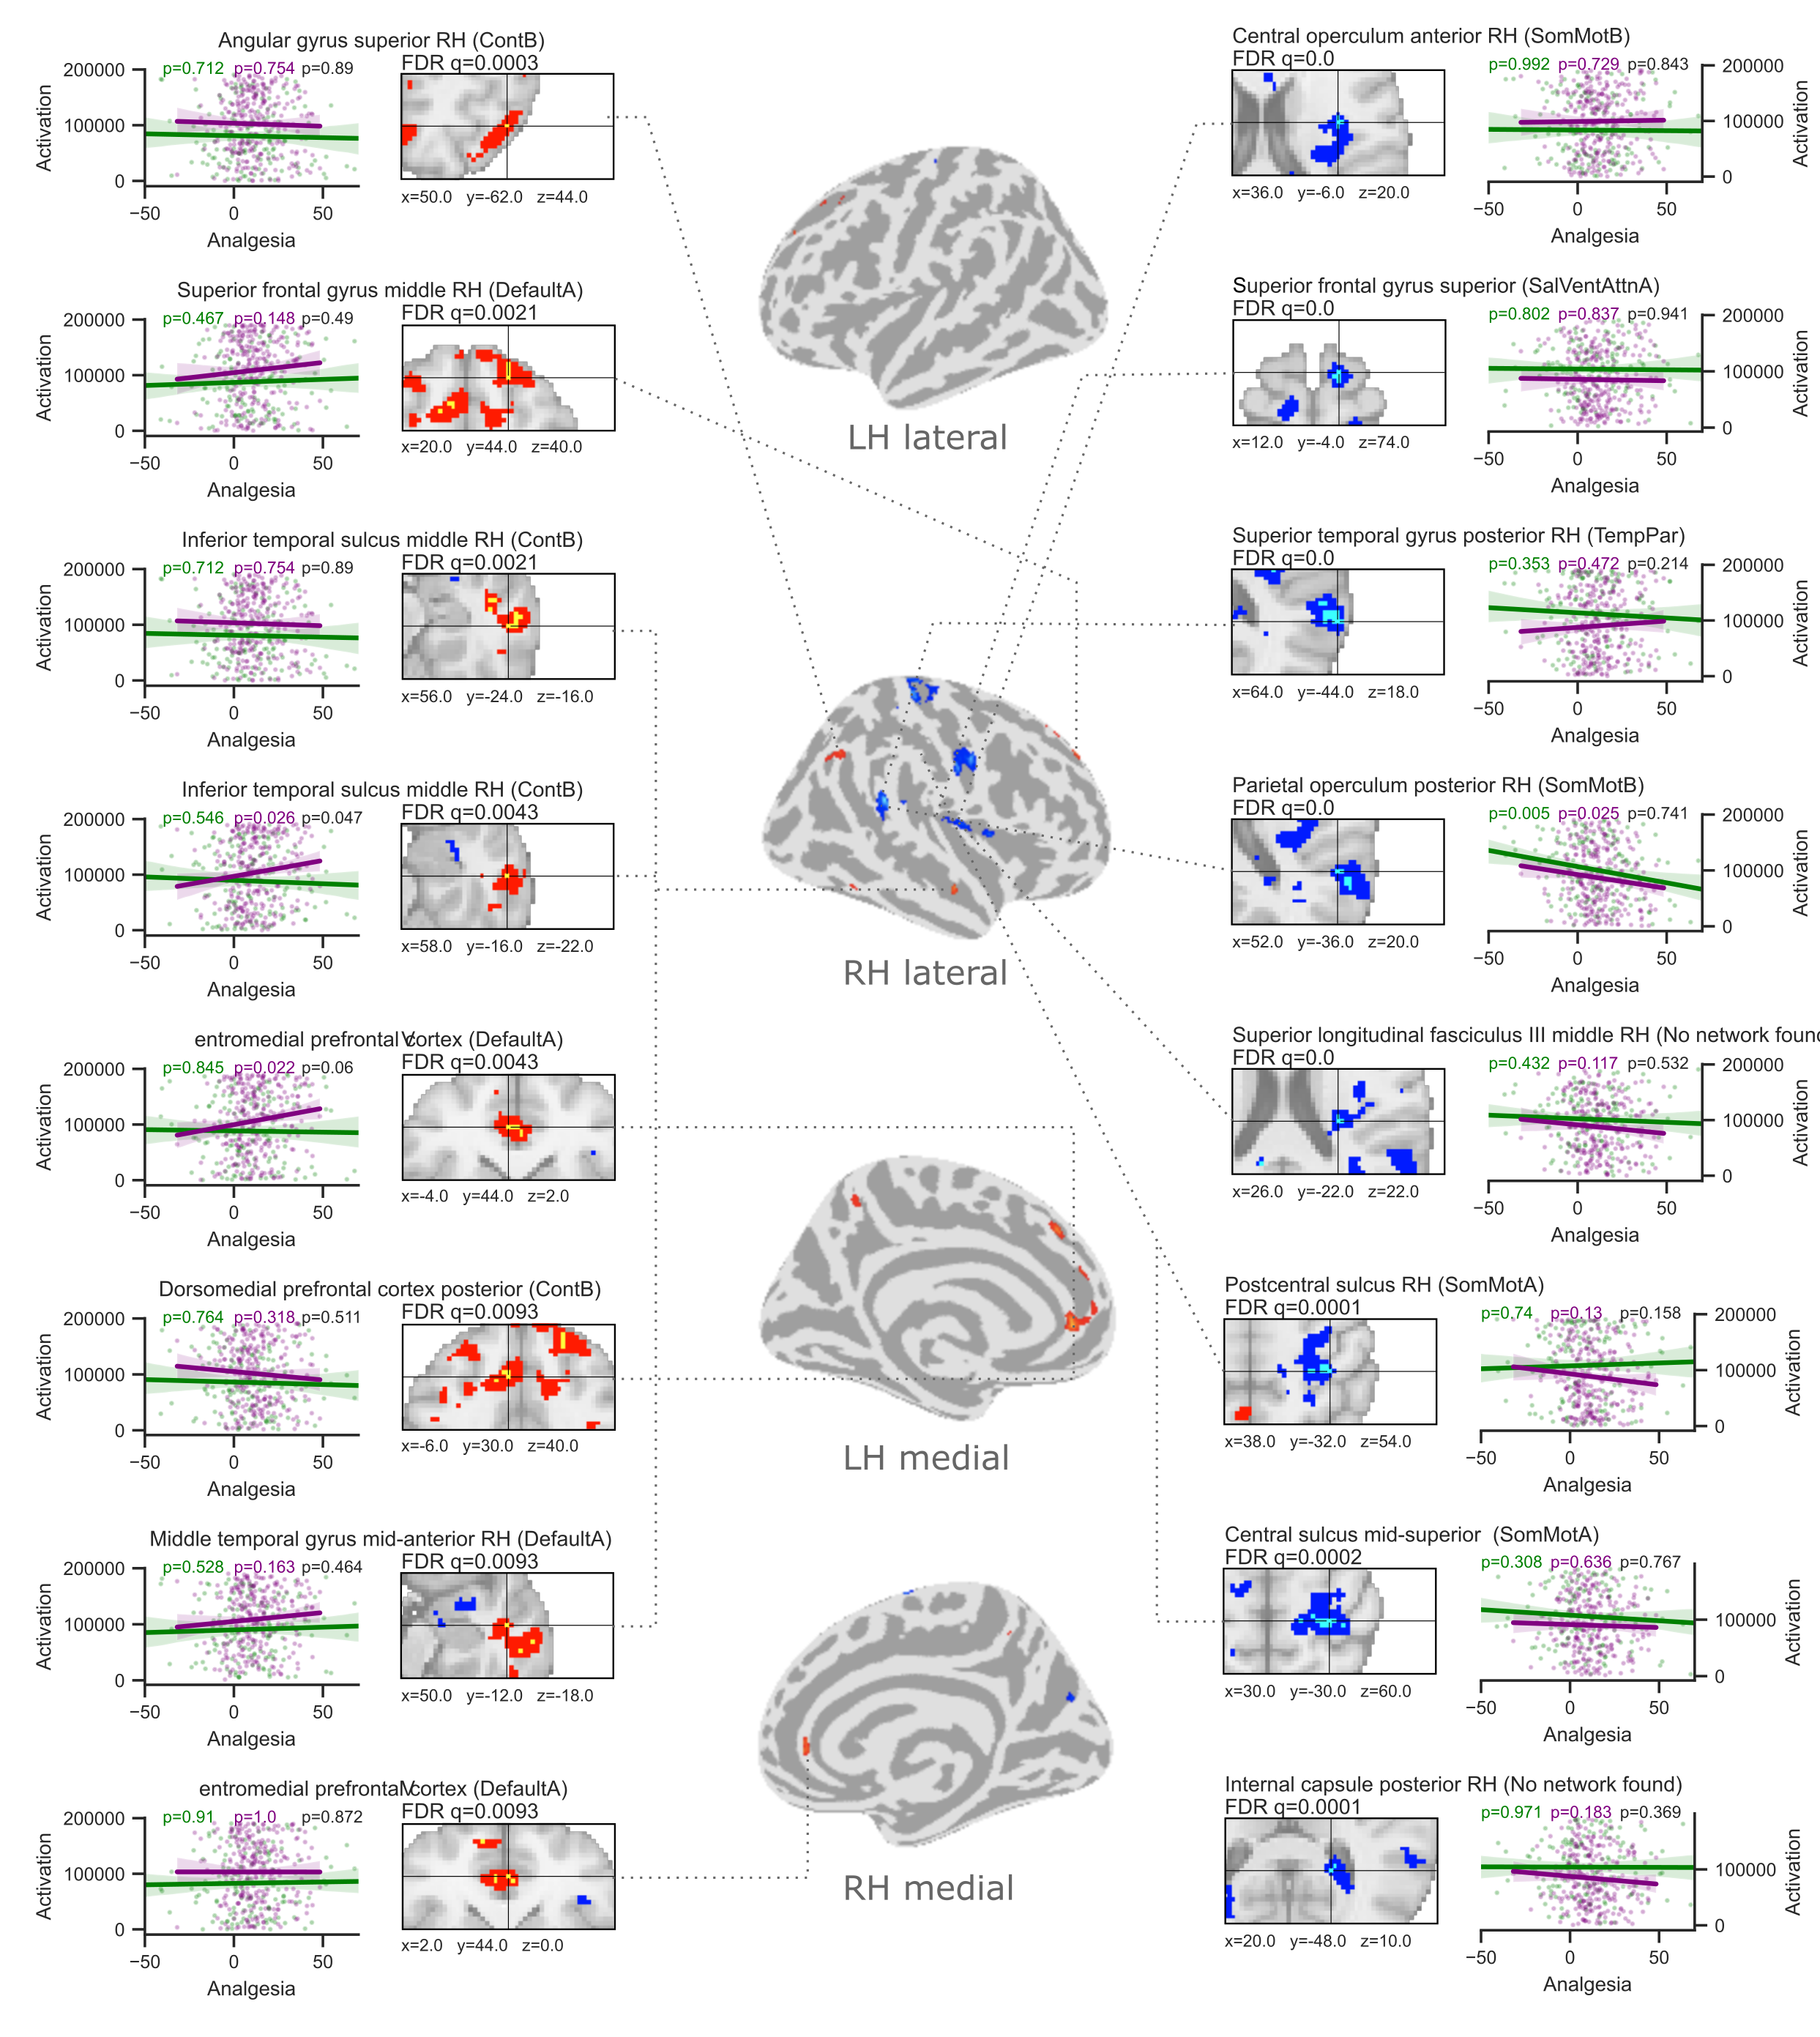 Angular gyrus superior RH (ContB)
p=0.712 p=0.754 p=0.89
FDR q=0.0003
200000
100000
0
Activation
−50 0 50
Analgesia
x=50.0 y=-62.0 z=44.0
Superior frontal gyrus middle RH (DefaultA)
p=0.467 p=0.148 p=0.49
FDR q=0.0021
200000
100000
0
Activation
−50 0 50
Analgesia
x=20.0 y=44.0 z=40.0
Inferior temporal sulcus middle RH (ContB)
p=0.712 p=0.754 p=0.89
FDR q=0.0021
200000
100000
0
Activation
−50 0 50
Analgesia
x=56.0 y=-24.0 z=-16.0
Inferior temporal sulcus middle RH (ContB)
p=0.546 p=0.026 p=0.047
FDR q=0.0043
200000
100000
0
Activation
−50 0 50
Analgesia
x=58.0 y=-16.0 z=-22.0
entromedial prefrontal Vcortex (DefaultA)
p=0.845 p=0.022 p=0.06
FDR q=0.0043
200000
100000
0
Activation
−50 0 50
Analgesia
x=-4.0 y=44.0 z=2.0
Dorsomedial prefrontal cortex posterior (ContB)
p=0.764 p=0.318 p=0.511
FDR q=0.0093
200000
100000
0
Activation
−50 0 50
Analgesia
x=-6.0 y=30.0 z=40.0
Middle temporal gyrus mid-anterior RH (DefaultA)
p=0.528 p=0.163 p=0.464
FDR q=0.0093
200000
100000
0
Activation
−50 0 50
Analgesia
x=50.0 y=-12.0 z=-18.0
entromedial prefrontal Vcortex (DefaultA)
p=0.91 p=1.0 p=0.872
FDR q=0.0093
200000
100000
0
Activation
−50 0 50
Analgesia
x=2.0 y=44.0 z=0.0
LH lateral
RH lateral
LH medial
RH medial
Central operculum anterior RH (SomMotB)
FDR q=0.0
p=0.992 p=0.729 p=0.843
200000
100000
0
Activation
x=36.0 y=-6.0 z=20.0
−50 0 50
Analgesia
Superior frontal gyrus superior (SalVentAttnA)
FDR q=0.0
p=0.802 p=0.837 p=0.941
200000
100000
0
Activation
x=12.0 y=-4.0 z=74.0
−50 0 50
Analgesia
Superior temporal gyrus posterior RH (TempPar)
FDR q=0.0
p=0.353 p=0.472 p=0.214
200000
100000
0
Activation
x=64.0 y=-44.0 z=18.0
−50 0 50
Analgesia
Parietal operculum posterior RH (SomMotB)
FDR q=0.0
p=0.005 p=0.025 p=0.741
200000
100000
0
Activation
x=52.0 y=-36.0 z=20.0
−50 0 50
Analgesia
Superior longitudinal fasciculus III middle RH (No network found
FDR q=0.0
p=0.432 p=0.117 p=0.532
200000
100000
0
Activation
x=26.0 y=-22.0 z=22.0
−50 0 50
Analgesia
Postcentral sulcus RH (SomMotA)
FDR q=0.0001
p=0.74 p=0.13 p=0.158
200000
100000
0
Activation
x=38.0 y=-32.0 z=54.0
−50 0 50
Analgesia
Central sulcus mid-superior (SomMotA)
FDR q=0.0002
p=0.308 p=0.636 p=0.767
100000
0
Activation
x=30.0 y=-30.0 z=60.0
−50 0 50
Analgesia
Internal capsule posterior RH (No network found)
FDR q=0.0001
p=0.971 p=0.183 p=0.369
100000
0
Activation
x=20.0 y=-48.0 z=10.0
−50 0 50
Analgesia